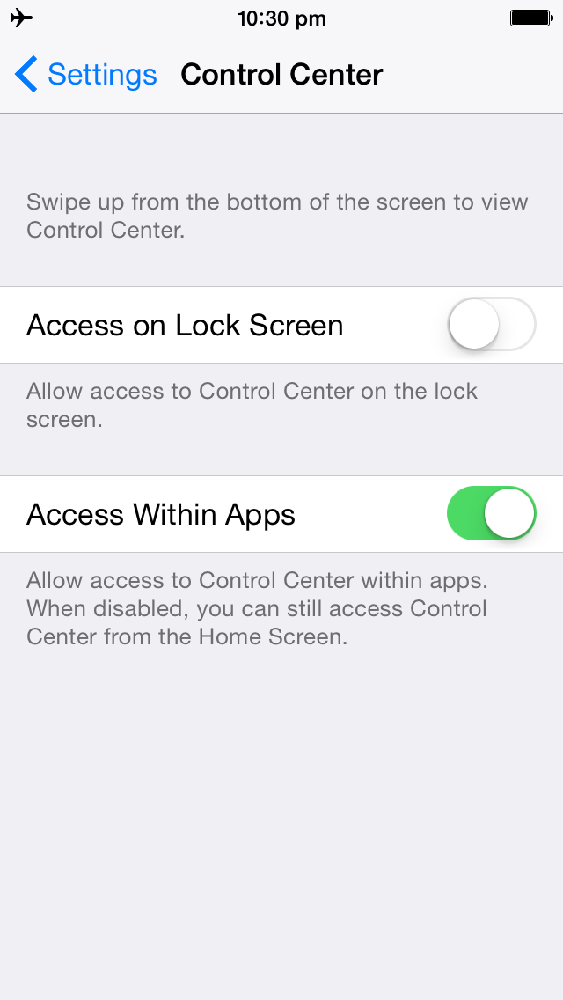 10:30 pm
Settings Control Center
Swipe up from the bottom of the screen to view
Control Center.
Access on Lock Screen
Allow access to Control Center on the lock
screen.
Access Within Apps
Allow access to Control Center within apps.
When disabled, you can still access Control
Center from the Home Screen.